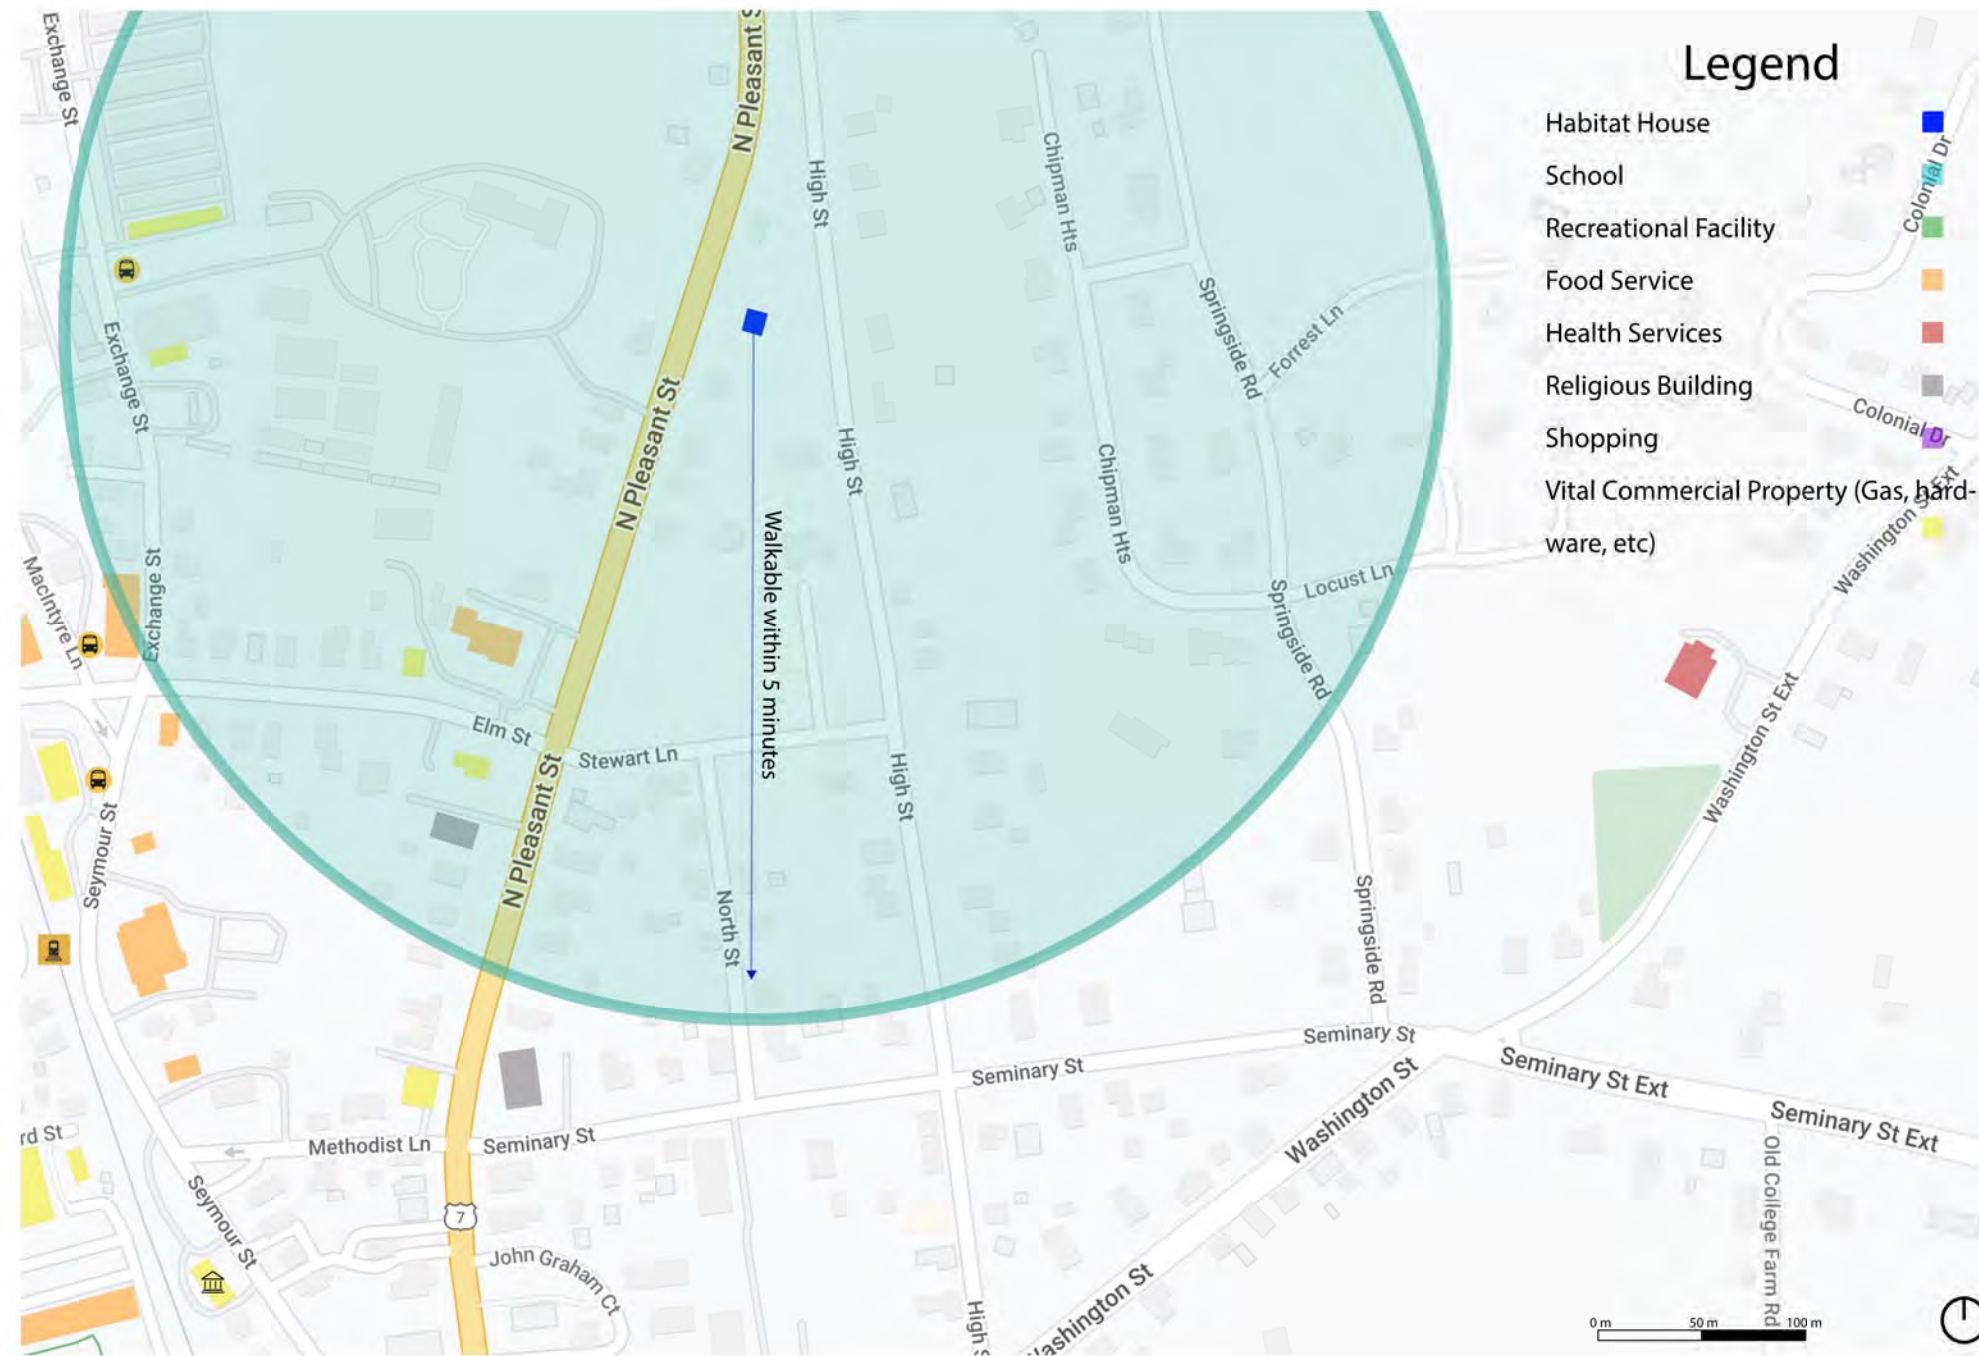 Legend
Habitat House
School
Recreational Facility
Food Service
Health Services
Religious Building
Shopping
Vital Commercial Property (Gas, hard-
ware, etc)
Exchange St
N Pleasant S
High St
Chipman Hts
Colonial Dr
Springside Rd
Forrest Ln
Exchange St
N Pleasant St
High St
Chipman Hts
Colonial Dr
Washington St Ext
Walkable within 5 minutes
MacIntyre Ln
Exchange St
Locust Ln
Springside Rd
Elm St
Stewart Ln
High St
N Pleasant St
Washington St Ext
Seymour St
North St
Springside Rd
Seminary St
Seminary St
Seminary St Ext
Seminary St Ext
Washington St
rd St
Methodist Ln
Seminary St
Seymour St
7
John Graham Ct
Old College Farm Rd
Washington St
High S
0 m
50 m
100 m